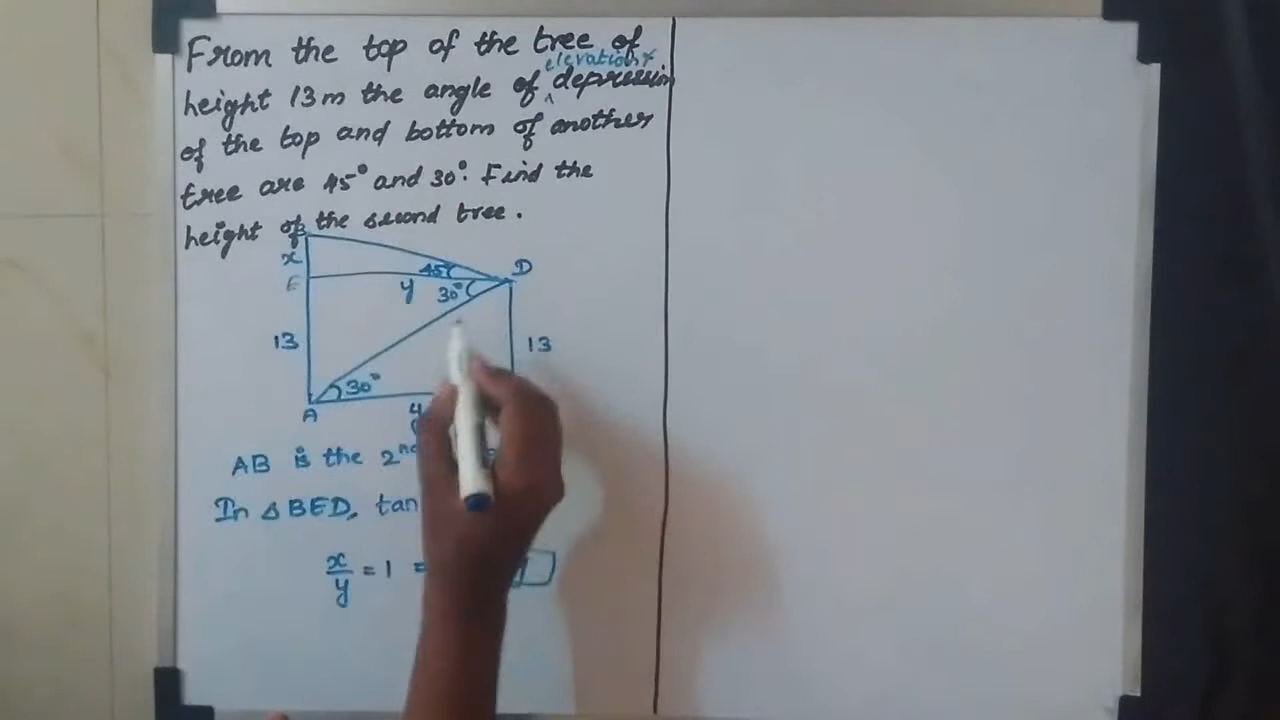 From the top of the tree of
elevation &
height 13m the angle of ^ depression
of the top and bottom of another
tree are 45° and 30°. Find the
height of the second tree.
B
x
E
45°
D
y
30°
13
13
30°
A
AB is the 2nd
In △BED, tan
x/y = 1 =